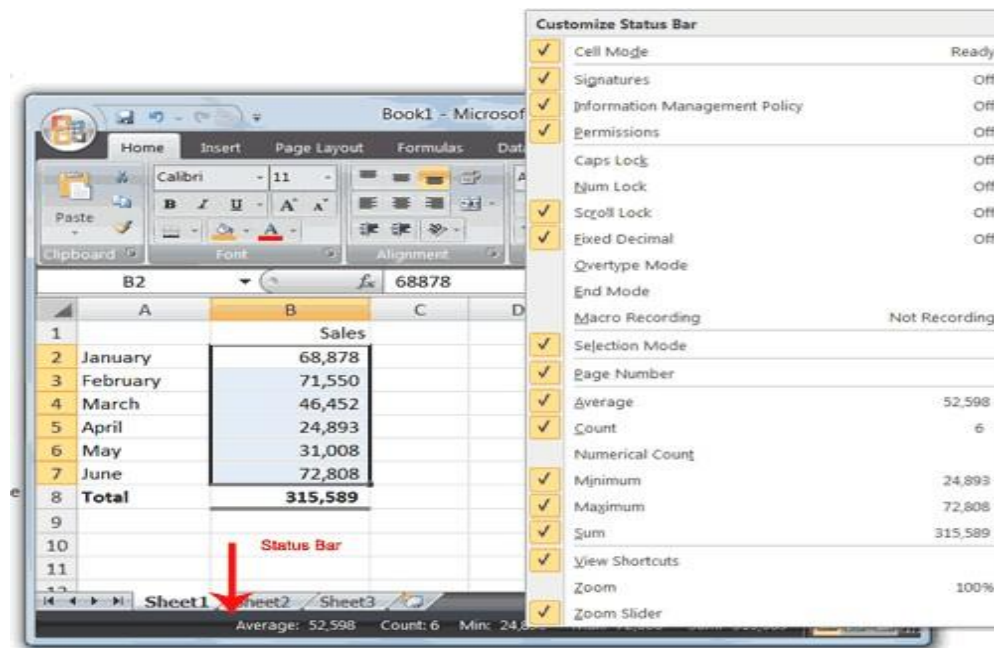 Customize Status Bar
Cell Mode Ready
Signatures Off
Information Management Policy Off
Permissions Off
Caps Lock Off
Num Lock Off
Scroll Lock Off
Fixed Decimal Off
Overtype Mode
End Mode
Macro Recording Not Recording
Selection Mode
Page Number
Average 52,598
Count 6
Numerical Count
Minimum 24,893
Maximum 72,808
Sum 315,589
View Shortcuts
Zoom 100%
Zoom Slider
Book1 - Microsof
Home Insert Page Layout Formulas Dat
Calibri 11
Paste B I U A A A
Clipboard Font Alignment
B2 fx 68878
A B C D
1 Sales
2 January 68,878
3 February 71,550
4 March 46,452
5 April 24,893
6 May 31,008
7 June 72,808
8 Total 315,589
9
10 Status Bar
11
Sheet1 Sheet2 Sheet3
Average: 52,598 Count: 6 Min: 24,8
e